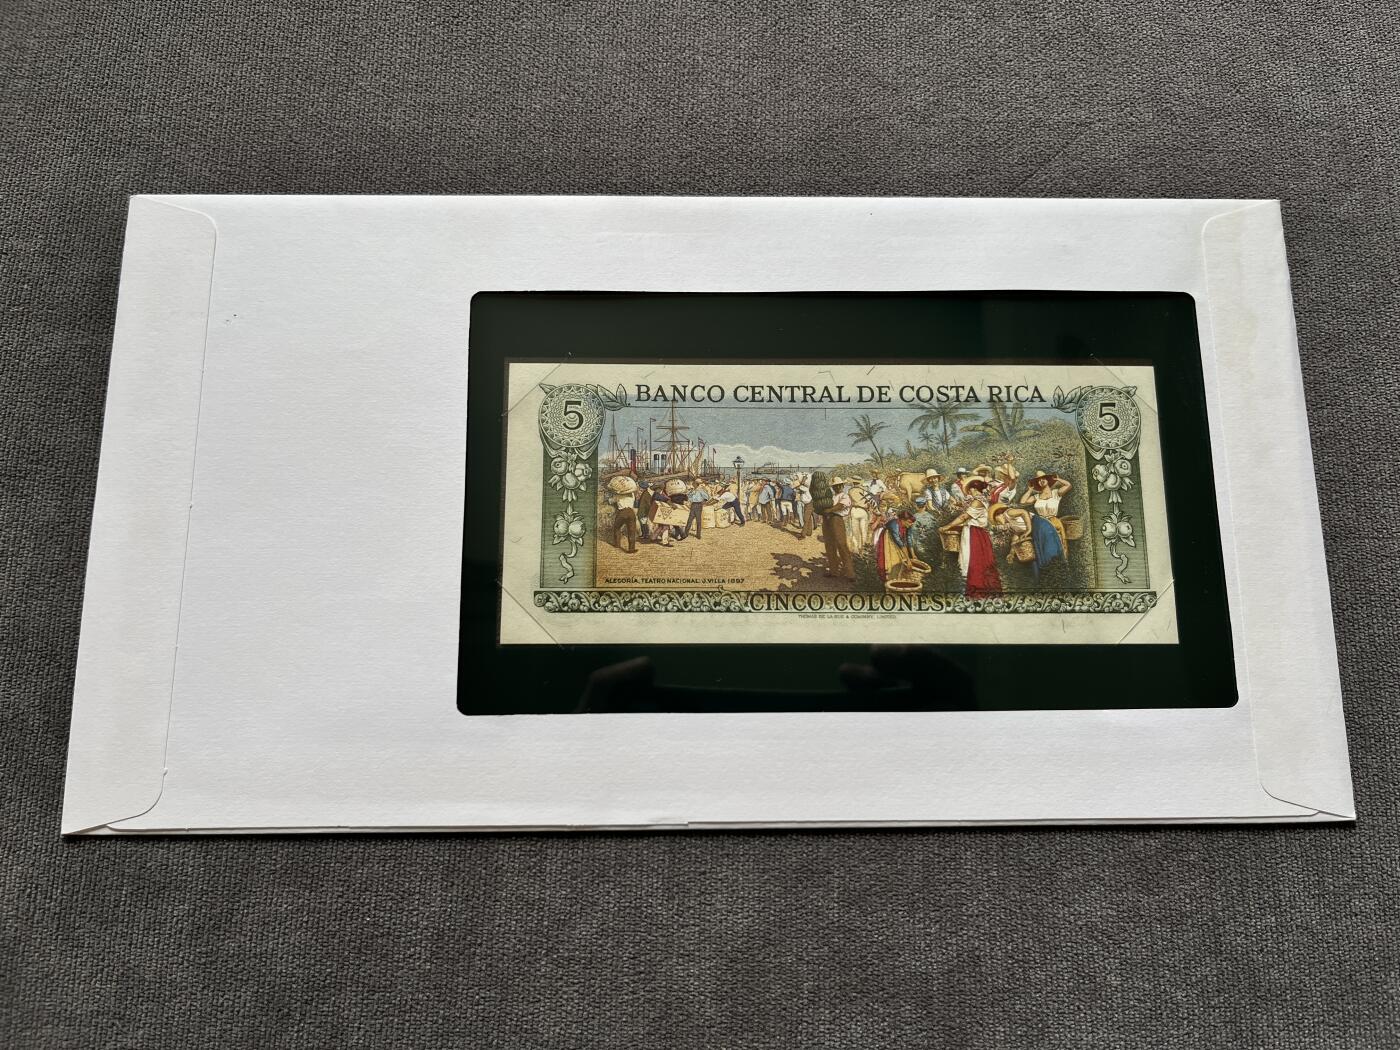 BANCO CENTRAL DE COSTA RICA
5 5
ALEGORIA, TEATRO NACIONAL. J. VILLA 1897
CINCO COLONES
THOMAS DE LA RUE & COMPANY, LIMITED.